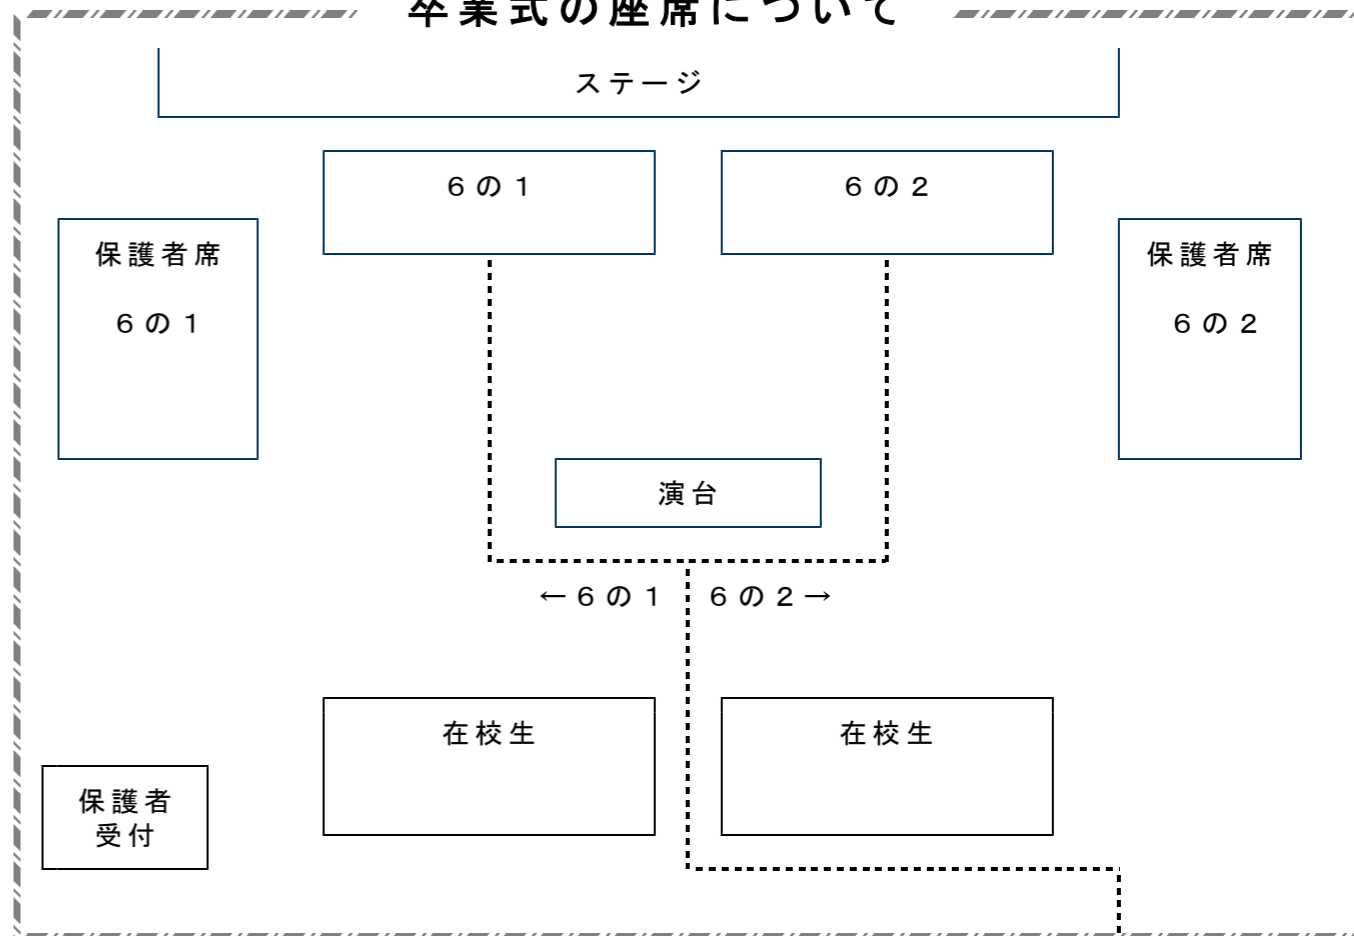 卒業式の座席について
ステージ
６の１
６の２
保護者席
６の１
保護者席
６の２
演台
←６の１
６の２→
在校生
在校生
保護者
受付